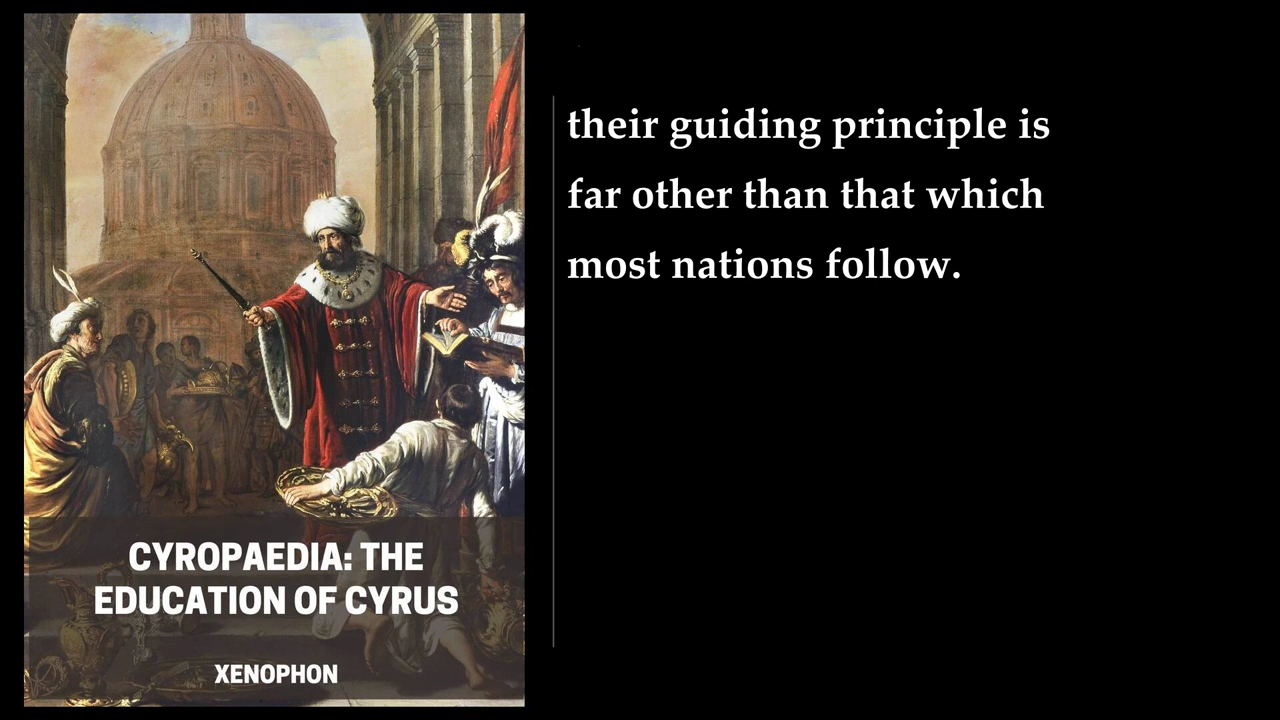 their guiding principle is
far other than that which
most nations follow.
CYROPAEDIA: THE
EDUCATION OF CYRUS
XENOPHON